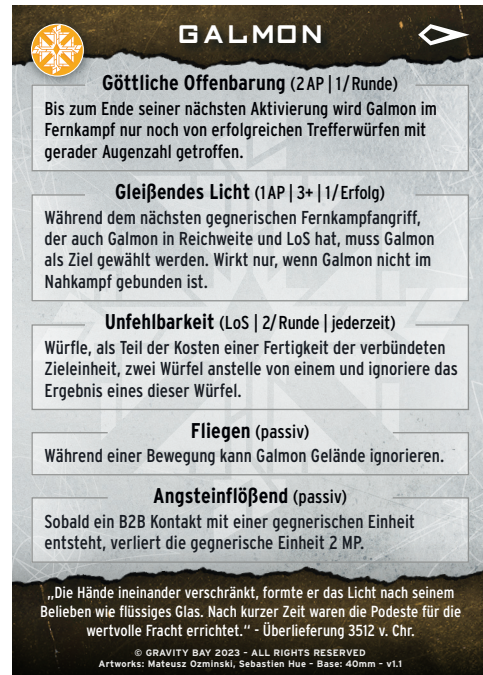 GALMON
Göttliche Offenbarung (2 AP | 1/Runde)
Bis zum Ende seiner nächsten Aktivierung wird Galmon im
Fernkampf nur noch von erfolgreichen Trefferwürfen mit
gerader Augenzahl getroffen.
Gleißendes Licht (1 AP | 3+ | 1/Erfolg)
Während dem nächsten gegnerischen Fernkampfangriff,
der auch Galmon in Reichweite und LoS hat, muss Galmon
als Ziel gewählt werden. Wirkt nur, wenn Galmon nicht im
Nahkampf gebunden ist.
Unfehlbarkeit (LoS | 2/Runde | jederzeit)
Würfle, als Teil der Kosten einer Fertigkeit der verbündeten
Zieleinheit, zwei Würfel anstelle von einem und ignoriere das
Ergebnis eines dieser Würfel.
Fliegen (passiv)
Während einer Bewegung kann Galmon Gelände ignorieren.
Angsteinflößend (passiv)
Sobald ein B2B Kontakt mit einer gegnerischen Einheit
entsteht, verliert die gegnerische Einheit 2 MP.
„Die Hände ineinander verschränkt, formte er das Licht nach seinem
Belieben wie flüssiges Glas. Nach kurzer Zeit waren die Podeste für die
wertvolle Fracht errichtet.“ - Überlieferung 3512 v. Chr.
© GRAVITY BAY 2023 - ALL RIGHTS RESERVED
Artworks: Mateusz Ozminski, Sebastien Hue - Base: 40mm - v1.1